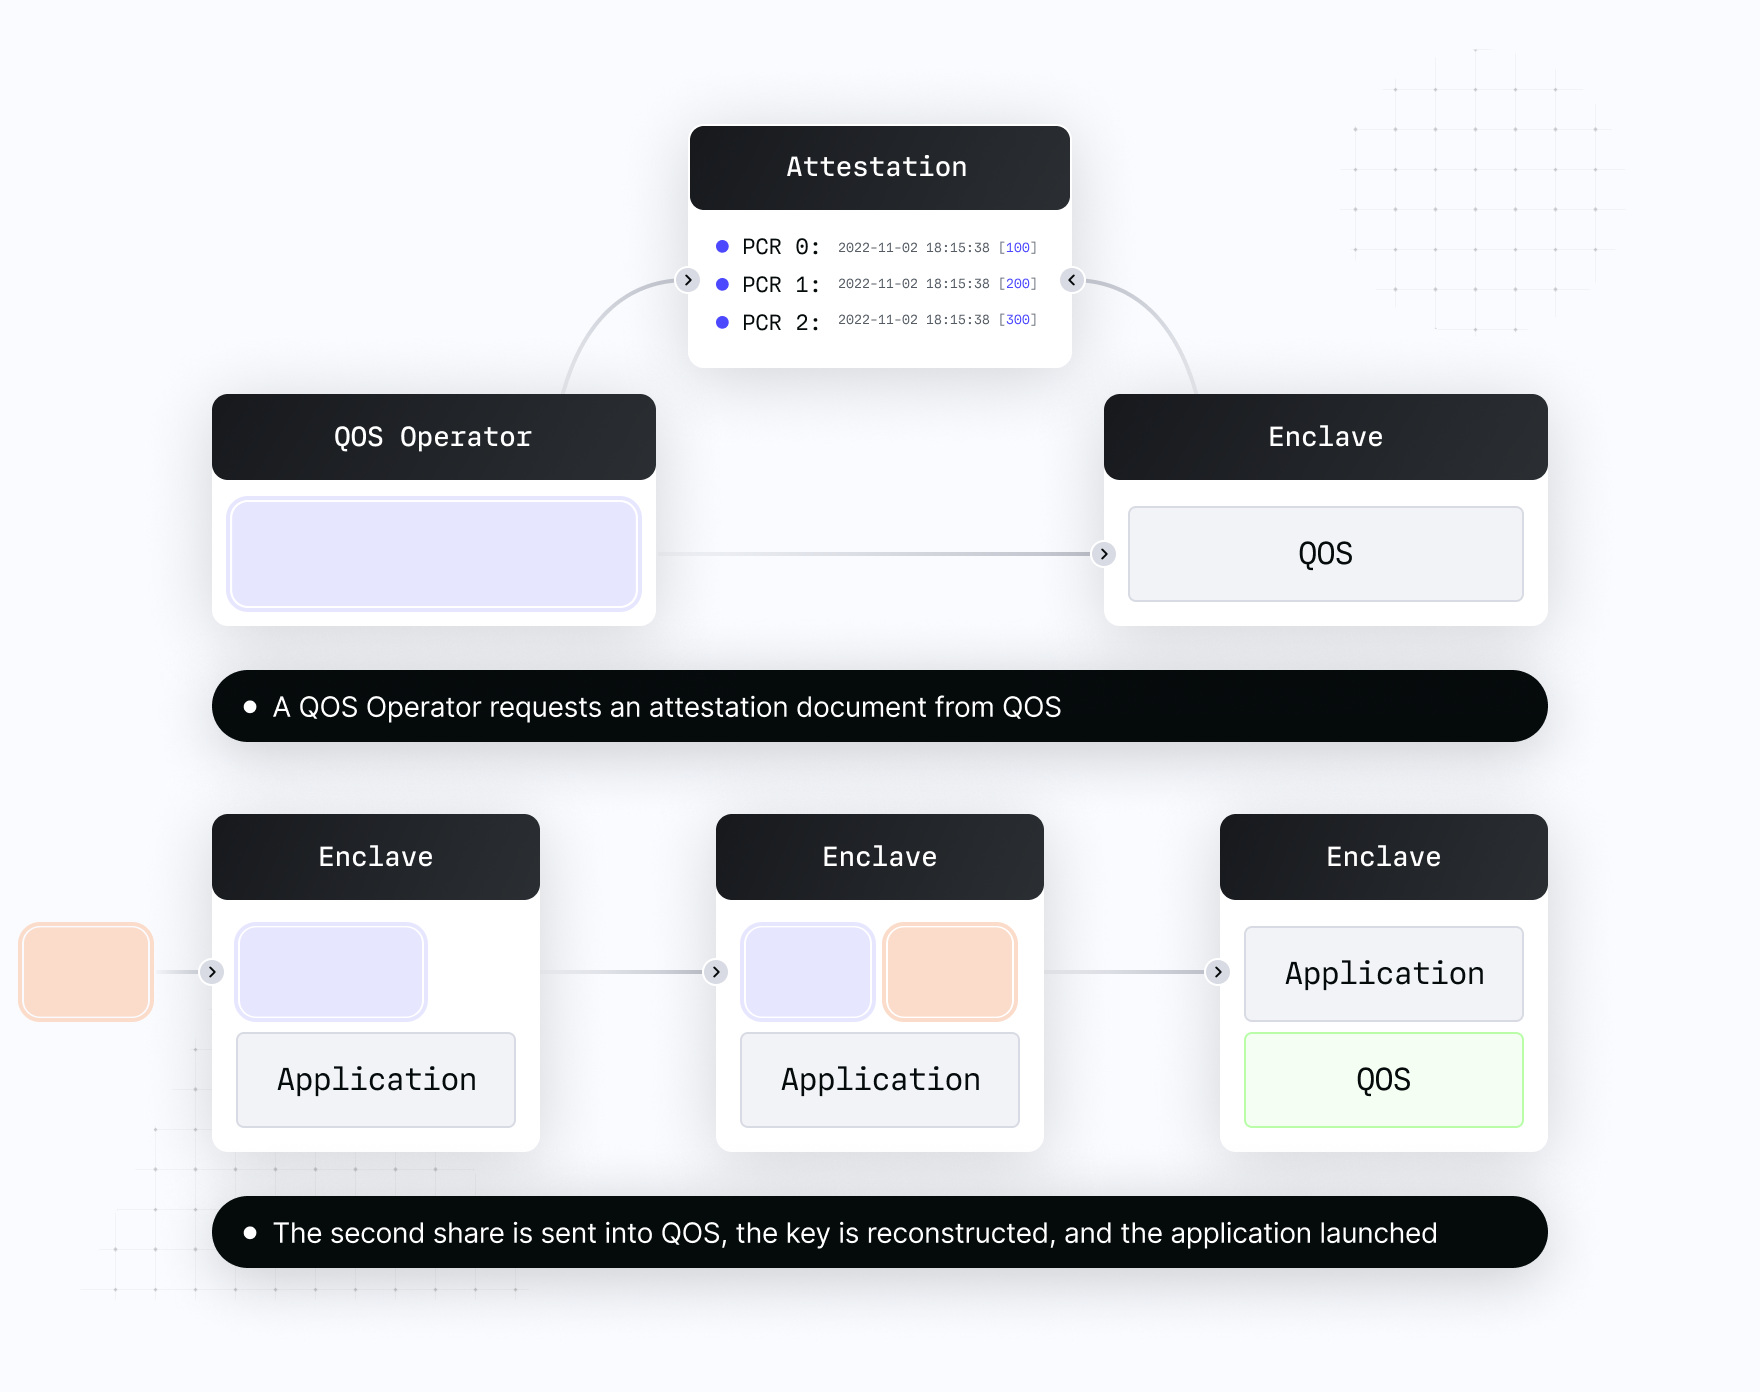 Attestation
PCR 0: 2022-11-02 18:15:38 [100]
PCR 1: 2022-11-02 18:15:38 [200]
PCR 2: 2022-11-02 18:15:38 [300]
QOS Operator
Enclave
QOS
A QOS Operator requests an attestation document from QOS
Enclave
Enclave
Enclave
Application
Application
Application
QOS
The second share is sent into QOS, the key is reconstructed, and the application launched